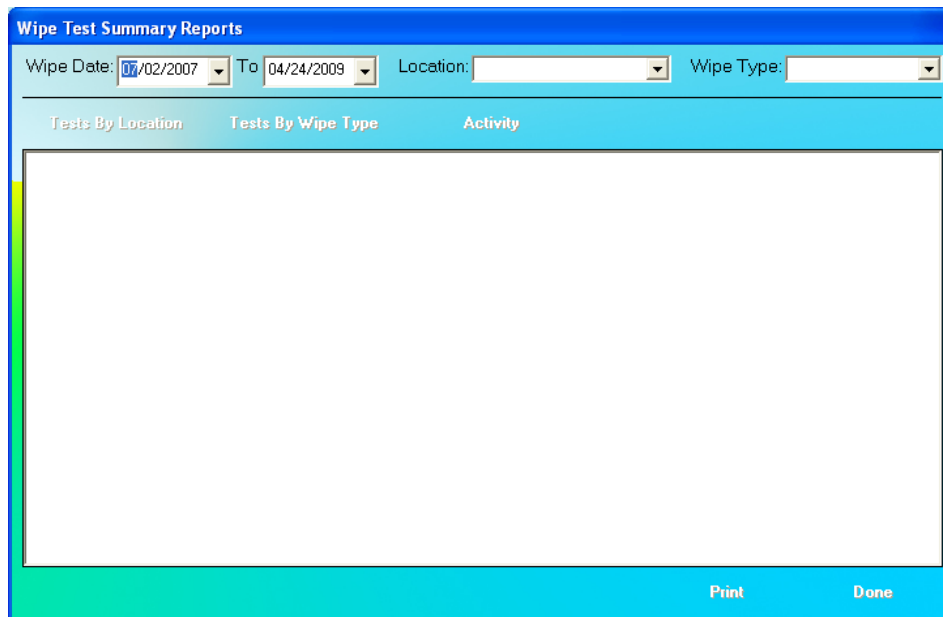 Wipe Test Summary Reports
Wipe Date: 07/02/2007 To 04/24/2009 Location: Wipe Type:
Tests By Location Tests By Wipe Type Activity
Print Done